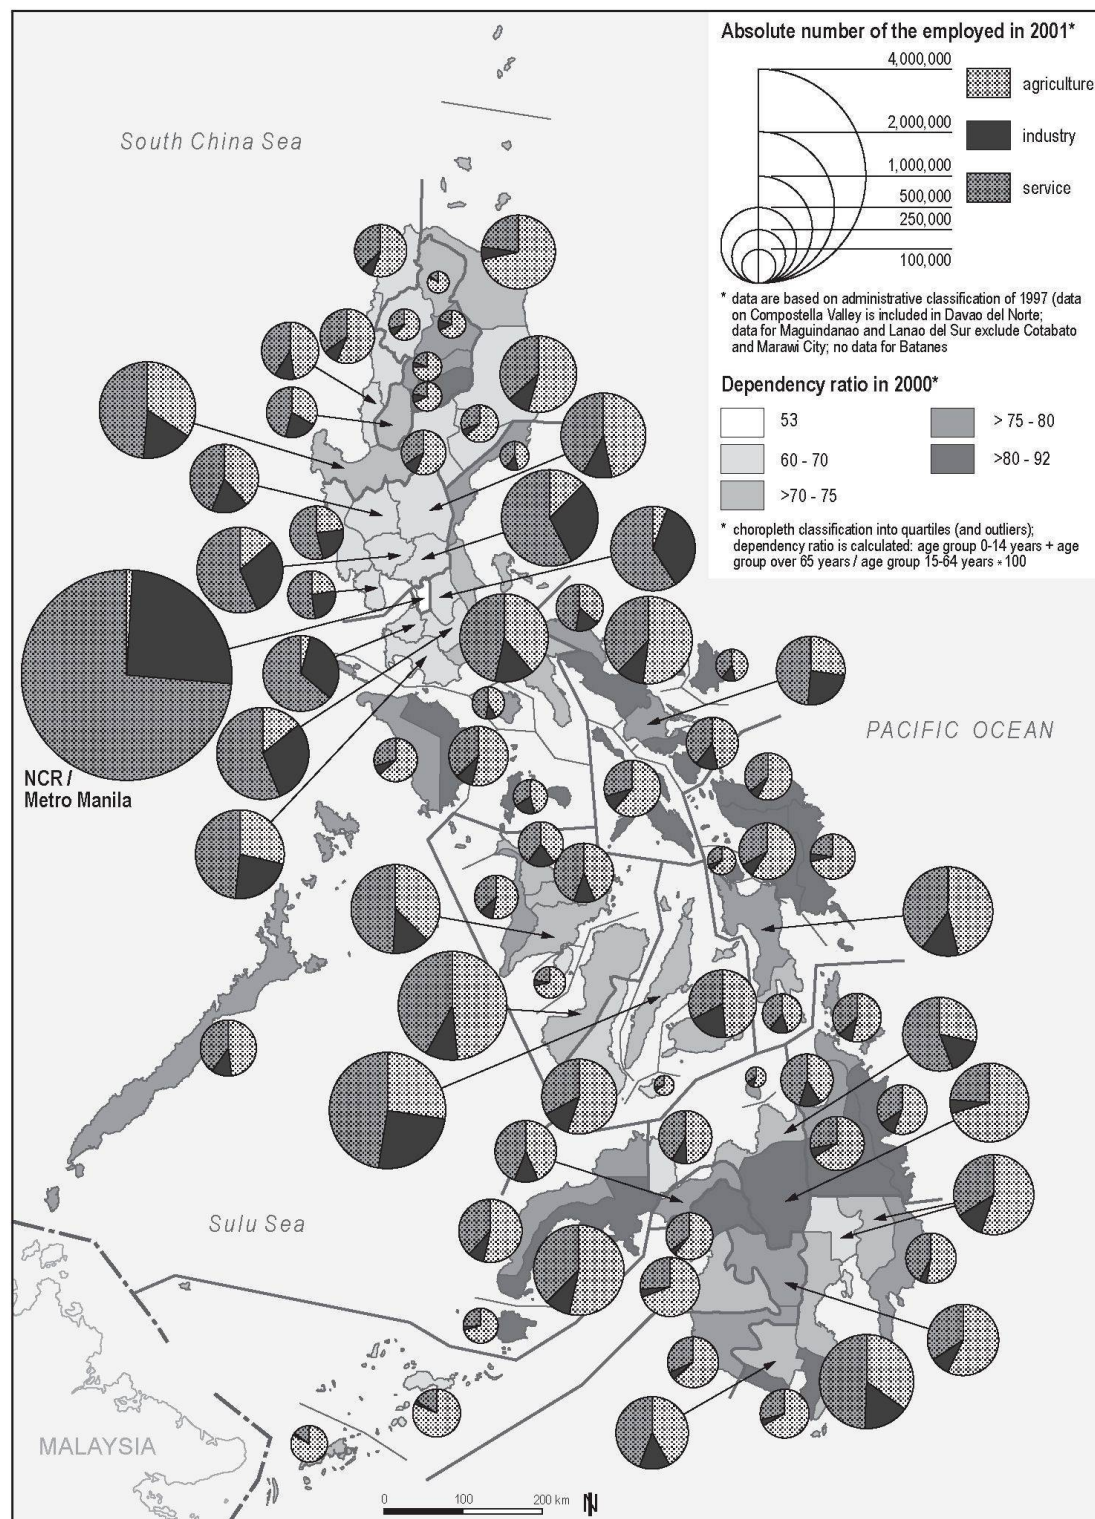 Absolute number of the employed in 2001*
4,000,000
2,000,000
1,000,000
500,000
250,000
100,000
agriculture
industry
service
* data are based on administrative classification of 1997 (data
on Compostella Valley is included in Davao del Norte;
data for Maguindanao and Lanao del Sur exclude Cotabato
and Marawi City; no data for Batanes
Dependency ratio in 2000*
53
60 - 70
>70 - 75
> 75 - 80
>80 - 92
* choropleth classification into quartiles (and outliers);
dependency ratio is calculated: age group 0-14 years + age
group over 65 years / age group 15-64 years * 100
South China Sea
PACIFIC OCEAN
NCR /
Metro Manila
Sulu Sea
MALAYSIA
0 100 200 km
N